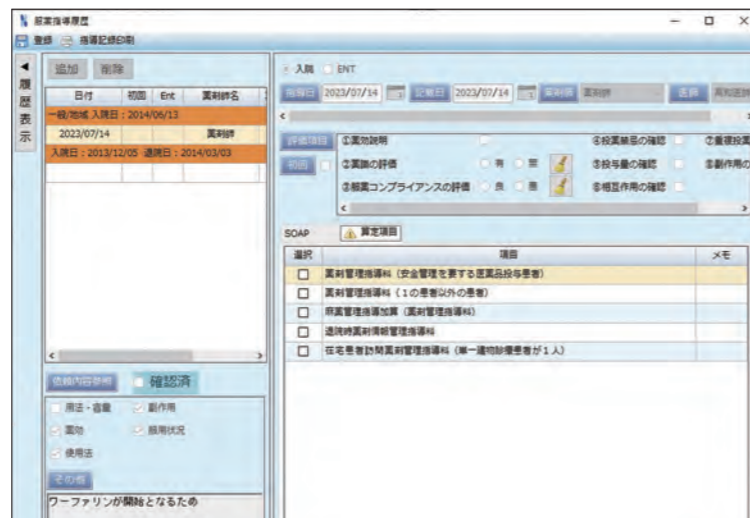 服薬指導履歴
登録 指導記録印刷
履歴表示
追加 削除
日付 初回 Ent 薬剤師名
一般/地域 入院日：2014/06/13
2023/07/14 薬剤師
入院日：2013/12/05 退院日：2014/03/03
入院 ENT
指導日 2023/07/14 記載日 2023/07/14 薬剤師 薬剤師 医師
評価項目 ①薬効説明 ④投薬禁忌の確認 ⑦重複投薬
初回 ②薬識の評価 有 無 ⑤投与量の確認 ⑧副作用の
③服薬コンプライアンスの評価 良 悪 ⑥相互作用の確認
SOAP 算定項目
選択 項目 メモ
薬剤管理指導料（安全管理を要する医薬品投与患者）
薬剤管理指導料（１の患者以外の患者）
麻薬管理指導加算（薬剤管理指導料）
退院時薬剤情報管理指導料
在宅患者訪問薬剤管理指導料（単一建物診療患者が１人）
依頼内容参照 確認済
用法・容量 副作用
薬効 服用状況
使用法
その他
ワーファリンが開始となるため